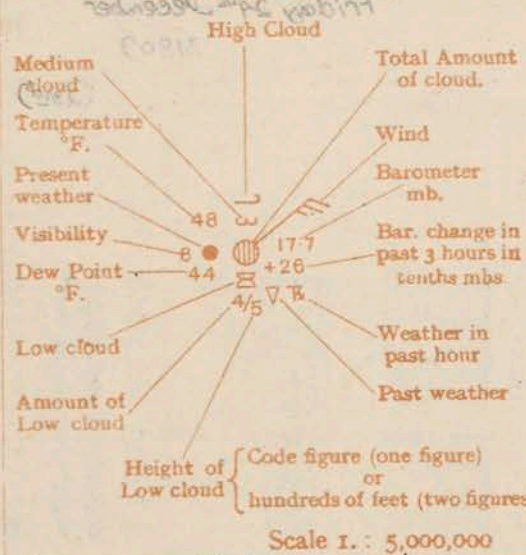 High Cloud
Medium
cloud
Total Amount
of cloud.
Temperature
°F.
Wind
Present
weather
Barometer
mb.
48
Visibility
8
17.7
Bar. change in
past 3 hours in
tenths mbs.
Dew Point
°F.
44
+26
4/5
Low cloud
Weather in
past hour
Amount of
Low cloud
Past weather
Height of
Low cloud
Code figure (one figure)
or
hundreds of feet (two figures
Scale 1. : 5,000,000